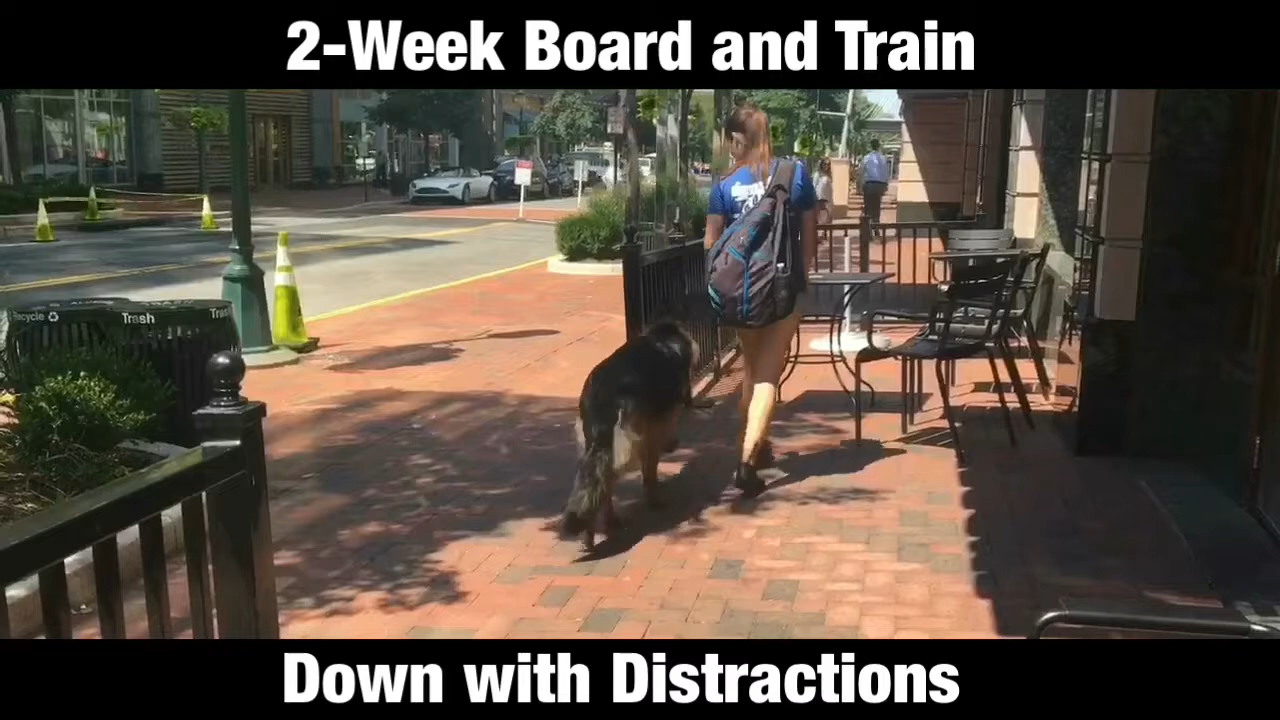 2-Week Board and Train
Recycle
Trash
Trash
Down with Distractions